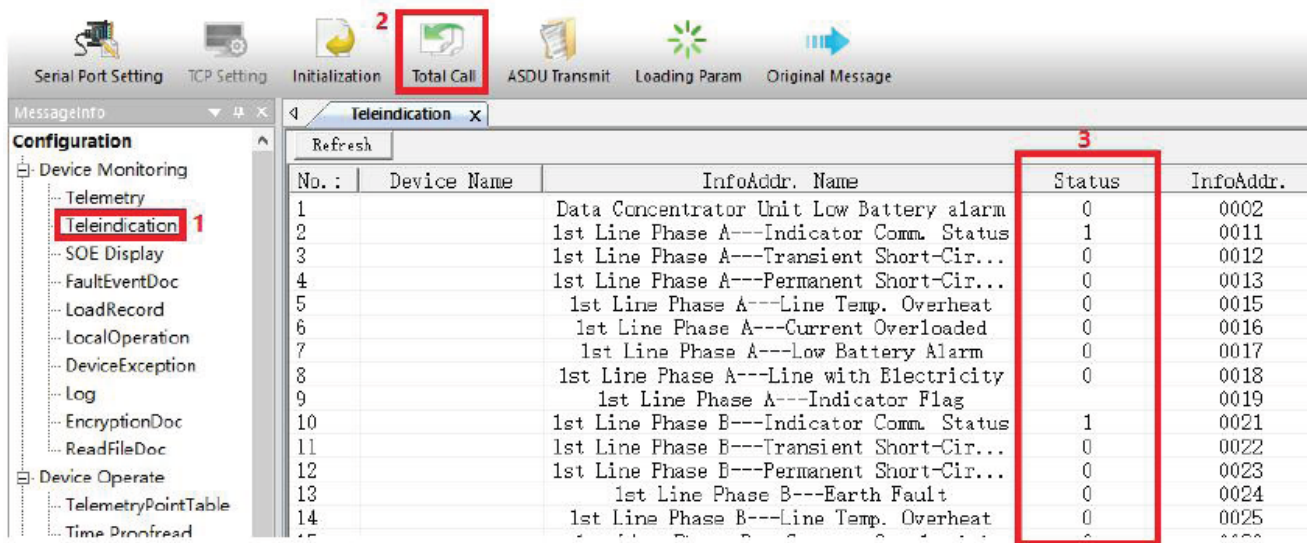 2
Serial Port Setting TCP Setting Initialization Total Call ASDU Transmit Loading Param Original Message
MessageInfo
Teleindication x
Configuration
Refresh
3
Device Monitoring
Telemetry
Teleindication 1
SOE Display
FaultEventDoc
LoadRecord
LocalOperation
DeviceException
Log
EncryptionDoc
ReadFileDoc
Device Operate
TelemetryPointTable
Time Proofread
No.: Device Name InfoAddr. Name Status InfoAddr.
1 Data Concentrator Unit Low Battery alarm 0 0002
2 1st Line Phase A---Indicator Comm. Status 1 0011
3 1st Line Phase A---Transient Short-Cir... 0 0012
4 1st Line Phase A---Permanent Short-Cir... 0 0013
5 1st Line Phase A---Line Temp. Overheat 0 0015
6 1st Line Phase A---Current Overloaded 0 0016
7 1st Line Phase A---Low Battery Alarm 0 0017
8 1st Line Phase A---Line with Electricity 0 0018
9 1st Line Phase A---Indicator Flag 0019
10 1st Line Phase B---Indicator Comm. Status 1 0021
11 1st Line Phase B---Transient Short-Cir... 0 0022
12 1st Line Phase B---Permanent Short-Cir... 0 0023
13 1st Line Phase B---Earth Fault 0 0024
14 1st Line Phase B---Line Temp. Overheat 0 0025